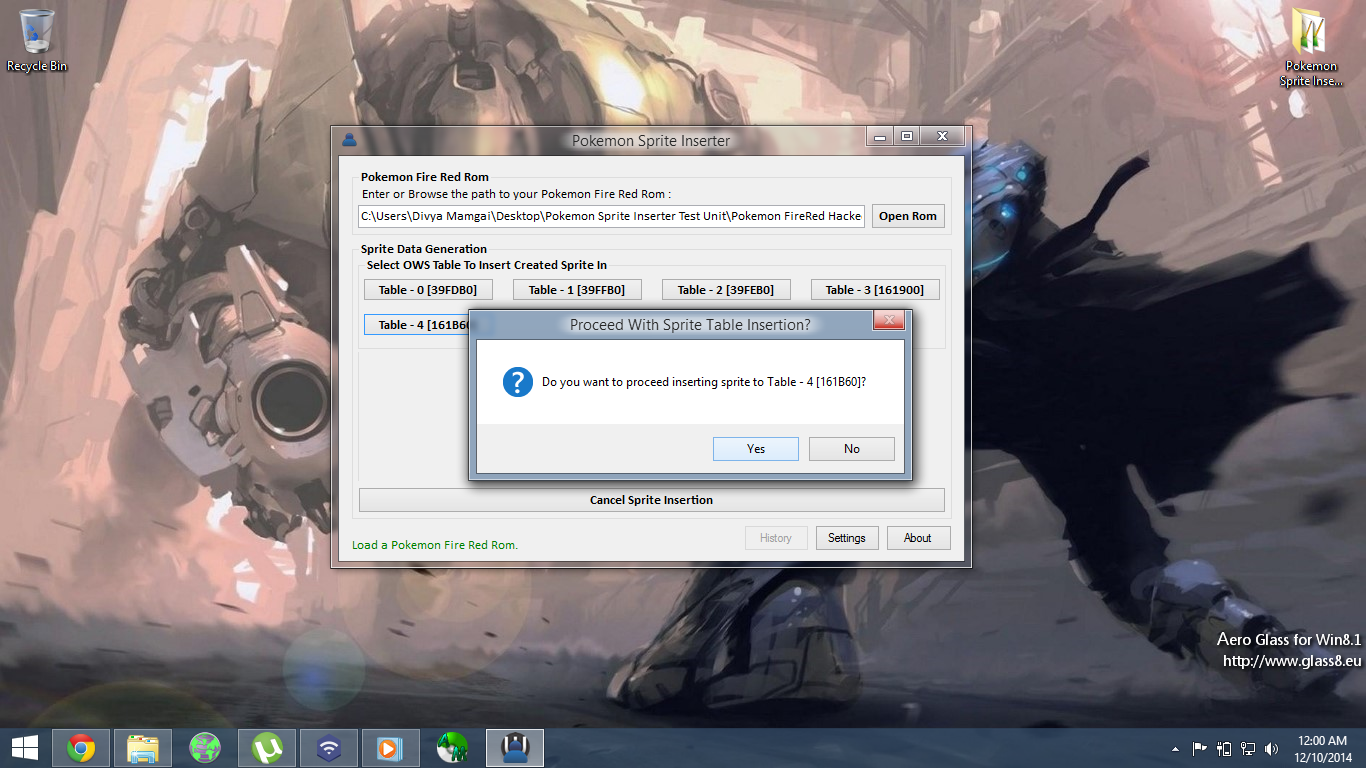 Recycle Bin
Pokemon
Sprite Inse...
Pokemon Sprite Inserter
Pokemon Fire Red Rom
Enter or Browse the path to your Pokemon Fire Red Rom :
C:\Users\Divya Mamgai\Desktop\Pokemon Sprite Inserter Test Unit\Pokemon FireRed Hacke
Open Rom
Sprite Data Generation
Select OWS Table To Insert Created Sprite In
Table - 0 [39FDB0]
Table - 1 [39FFB0]
Table - 2 [39FEB0]
Table - 3 [161900]
Table - 4 [161B60
Proceed With Sprite Table Insertion?
Do you want to proceed inserting sprite to Table - 4 [161B60]?
Yes
No
Cancel Sprite Insertion
Load a Pokemon Fire Red Rom.
History
Settings
About
Aero Glass for Win8.1
http://www.glass8.eu
12:00 AM
12/10/2014